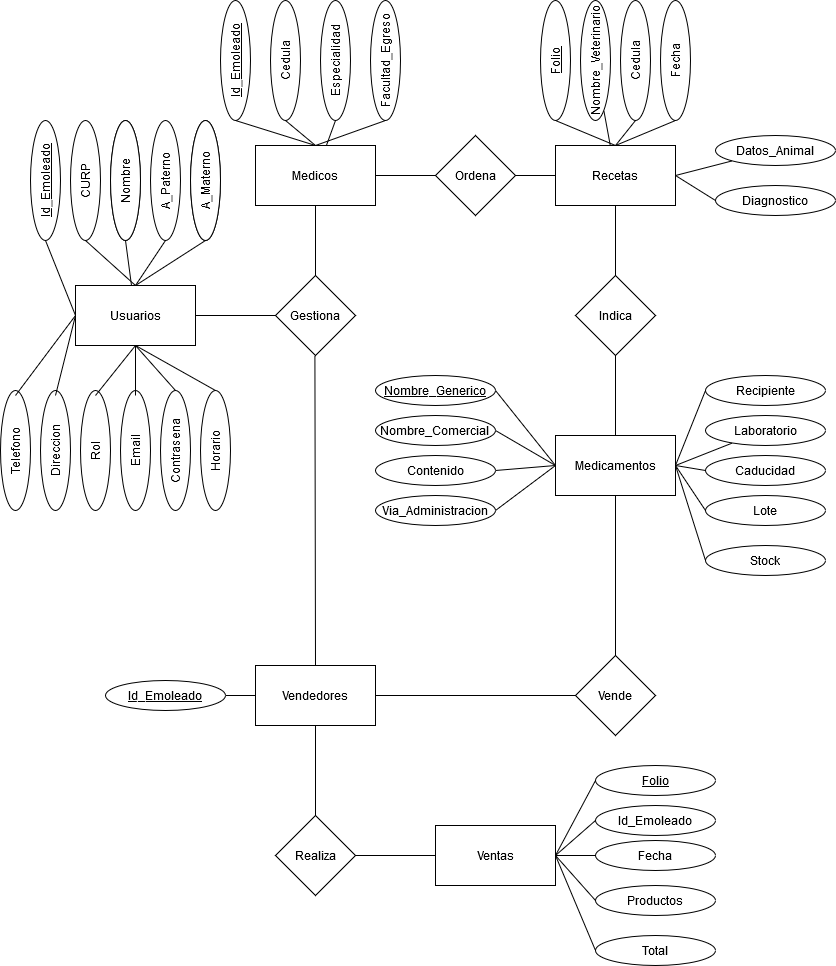 Id_Emoleado
Cedula
Especialidad
Facultad_Egreso
Folio
Nombre_Veterinario
Cedula
Fecha
Medicos
Ordena
Recetas
Datos_Animal
Diagnostico
Id_Emoleado
CURP
Nombre
A_Paterno
A_Materno
Usuarios
Gestiona
Indica
Telefono
Direccion
Rol
Email
Contrasena
Horario
Nombre_Generico
Nombre_Comercial
Contenido
Via_Administracion
Medicamentos
Recipiente
Laboratorio
Caducidad
Lote
Stock
Id_Emoleado
Vendedores
Vende
Realiza
Ventas
Folio
Id_Emoleado
Fecha
Productos
Total